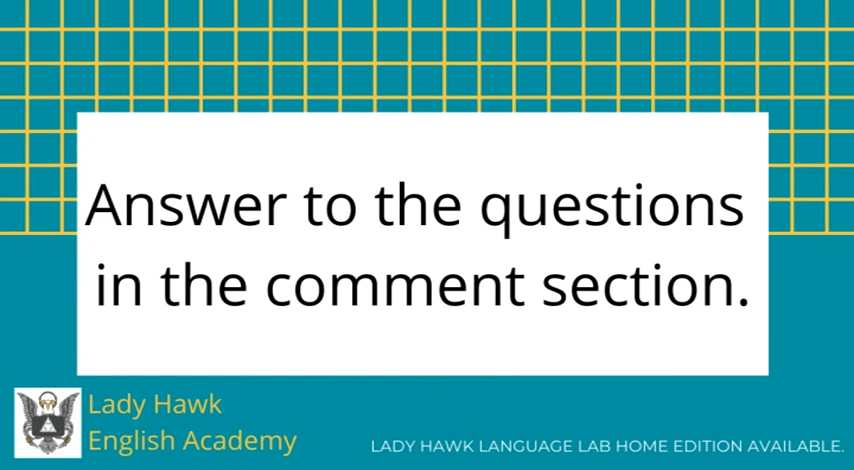 Answer to the questions
in the comment section.
Lady Hawk
English Academy
LADY HAWK LANGUAGE LAB HOME EDITION AVAILABLE.